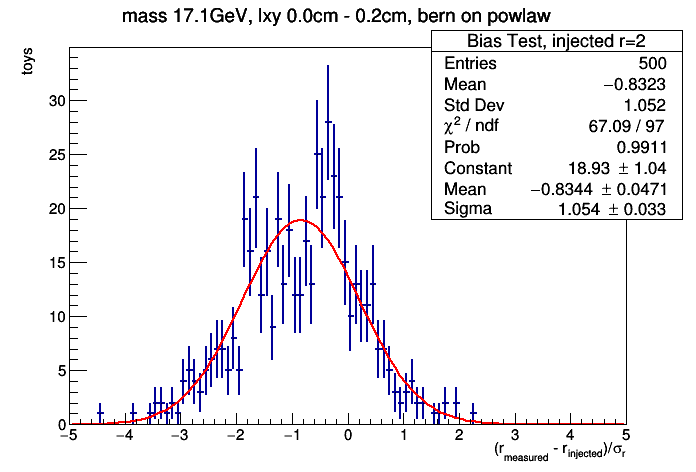 mass 17.1GeV, lxy 0.0cm - 0.2cm, bern on powlaw
Bias Test, injected r=2
Entries 500
Mean −0.8323
Std Dev 1.052
χ² / ndf 67.09 / 97
Prob 0.9911
Constant 18.93 ± 1.04
Mean −0.8344 ± 0.0471
Sigma 1.054 ± 0.033
toys
30
25
20
15
10
5
0
−5 −4 −3 −2 −1 0 1 2 3 4 5
(r_measured - r_injected)/σ_r